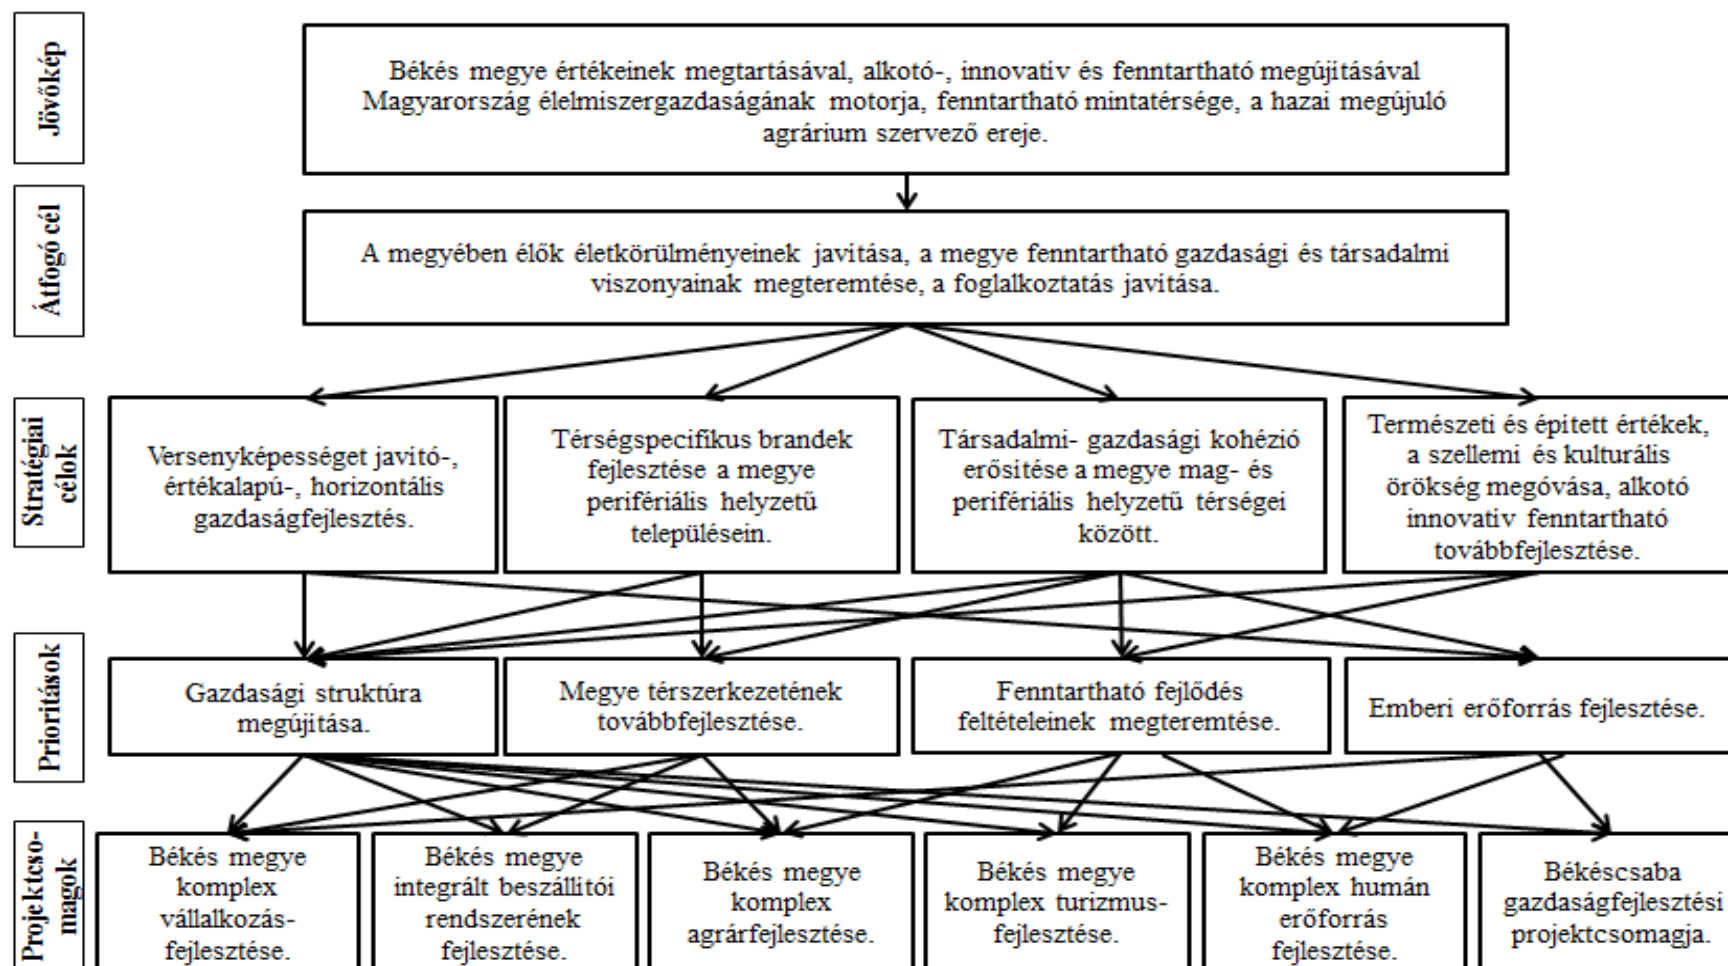 Jövőkép
Békés megye értékeinek megtartásával, alkotó-, innovatív és fenntartható megújításával
Magyarország élelmiszergazdaságának motorja, fenntartható mintatérsége, a hazai megújuló
agrárium szervező ereje.
Átfogó cél
A megyében élők életkörülményeinek javítása, a megye fenntartható gazdasági és társadalmi
viszonyainak megteremtése, a foglalkoztatás javítása.
Stratégiai
célok
Versenyképességet javító-,
értékalapú-, horizontális
gazdaságfejlesztés.
Térségspecifikus brandek
fejlesztése a megye
perifériális helyzetű
településein.
Társadalmi- gazdasági kohézió
erősítése a megye mag- és
perifériális helyzetű térségei
között.
Természeti és épített értékek,
a szellemi és kulturális
örökség megóvása, alkotó
innovatív fenntartható
továbbfejlesztése.
Prioritások
Gazdasági struktúra
megújítása.
Megye térszerkezetének
továbbfejlesztése.
Fenntartható fejlődés
feltételeinek megteremtése.
Emberi erőforrás fejlesztése.
Projektcso-
magok
Békés megye
komplex
vállalkozás-
fejlesztése.
Békés megye
integrált beszállítói
rendszerének
fejlesztése.
Békés megye
komplex
agrárfejlesztése.
Békés megye
komplex turizmus-
fejlesztése.
Békés megye
komplex humán
erőforrás
fejlesztése.
Békéscsaba
gazdaságfejlesztési
projektcsomagja.